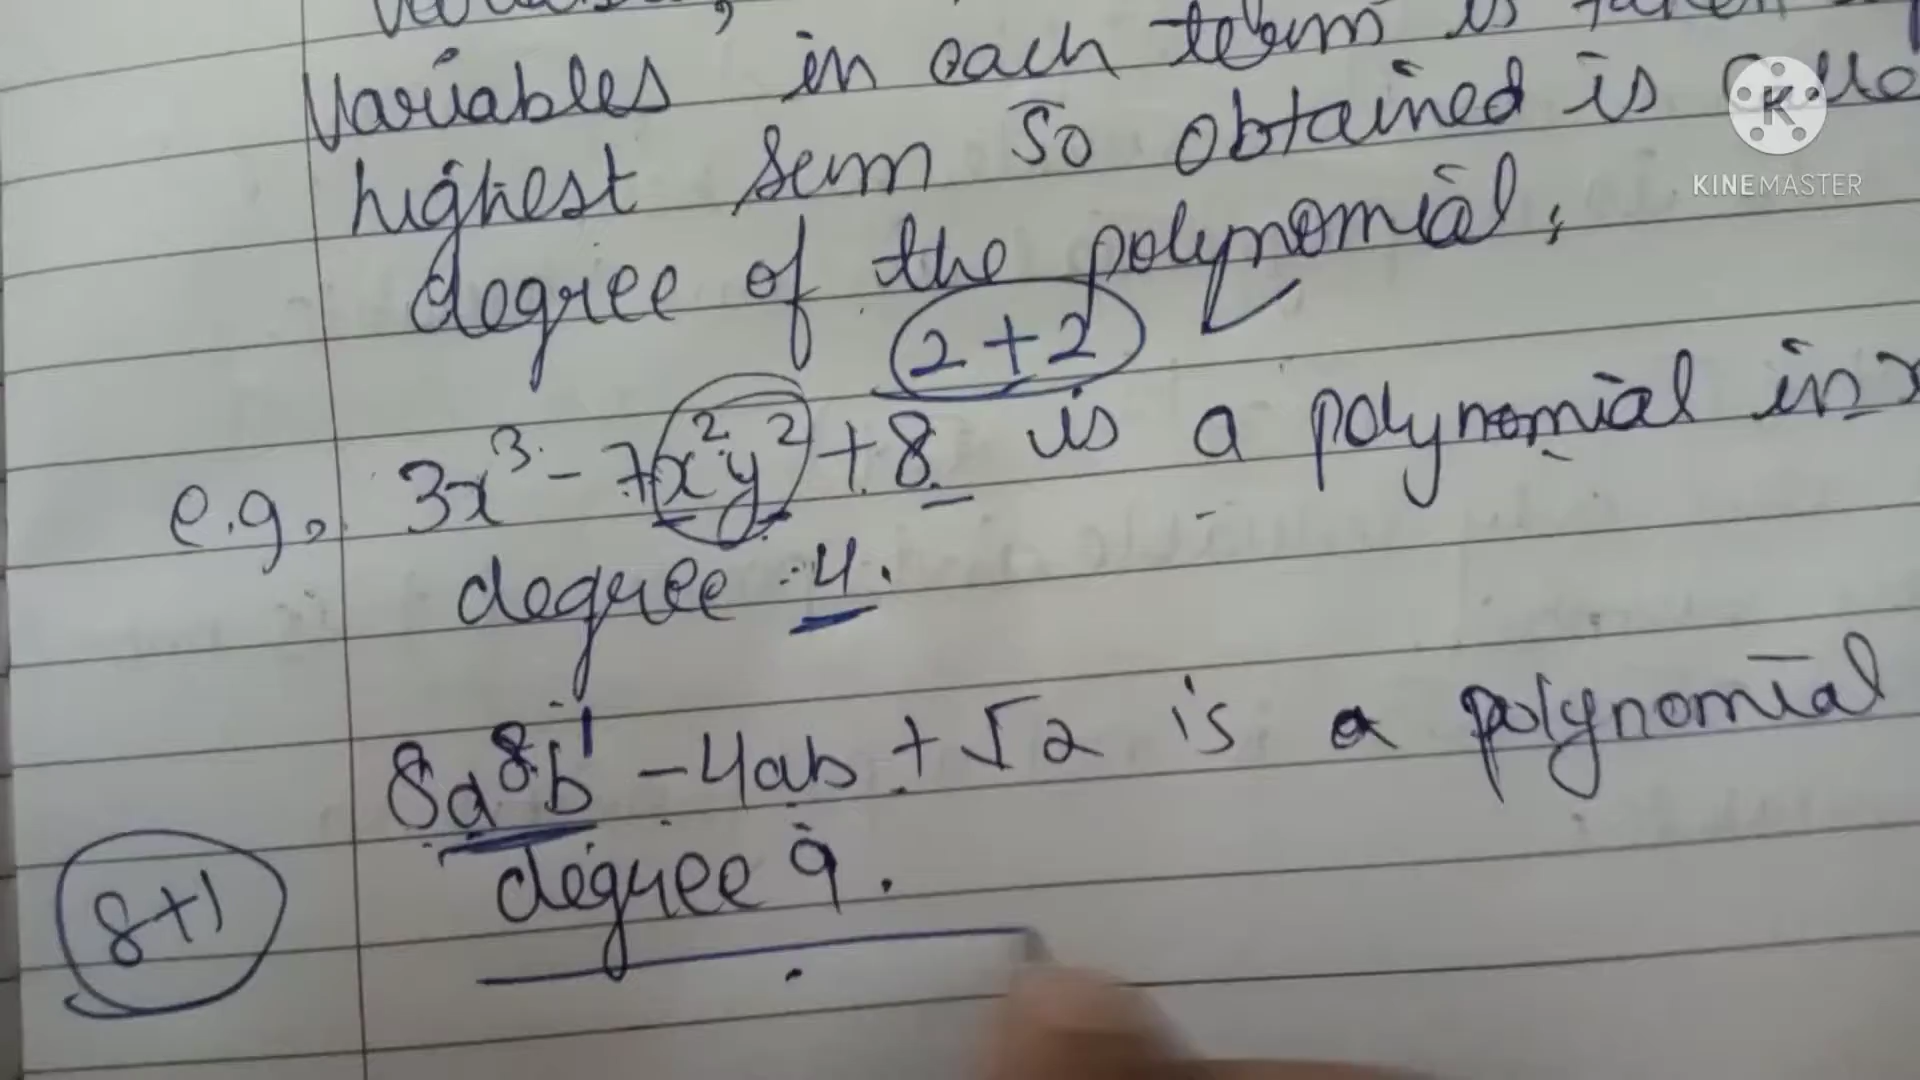 variables in each term is taken
highest sum so obtained is
degree of the polynomial,
2+2
e.g, 3x³ - 7x²y² + 8 is a polynomial in x
degree 4.
8a⁸b¹ - 4ab + √2 is a polynomial
degree 9.
8+1
K
KINEMASTER